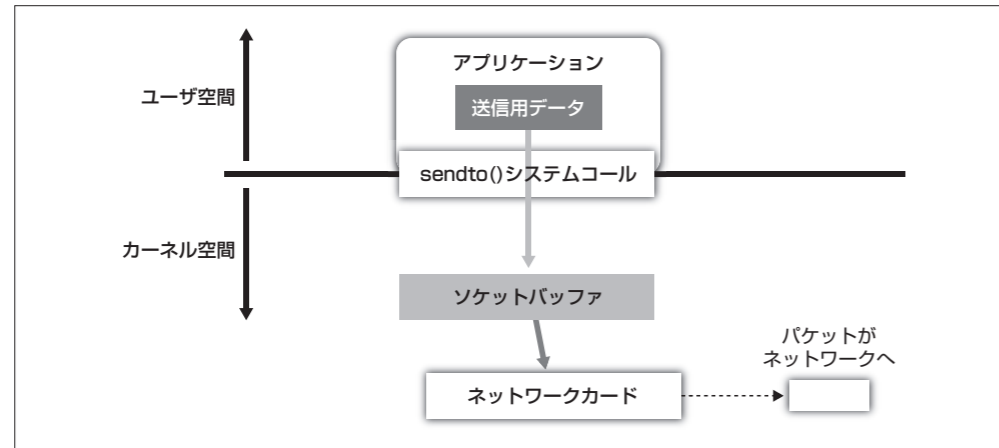 アプリケーション
ユーザ空間
送信用データ
sendto()システムコール
カーネル空間
ソケットバッファ
パケットが
ネットワークへ
ネットワークカード